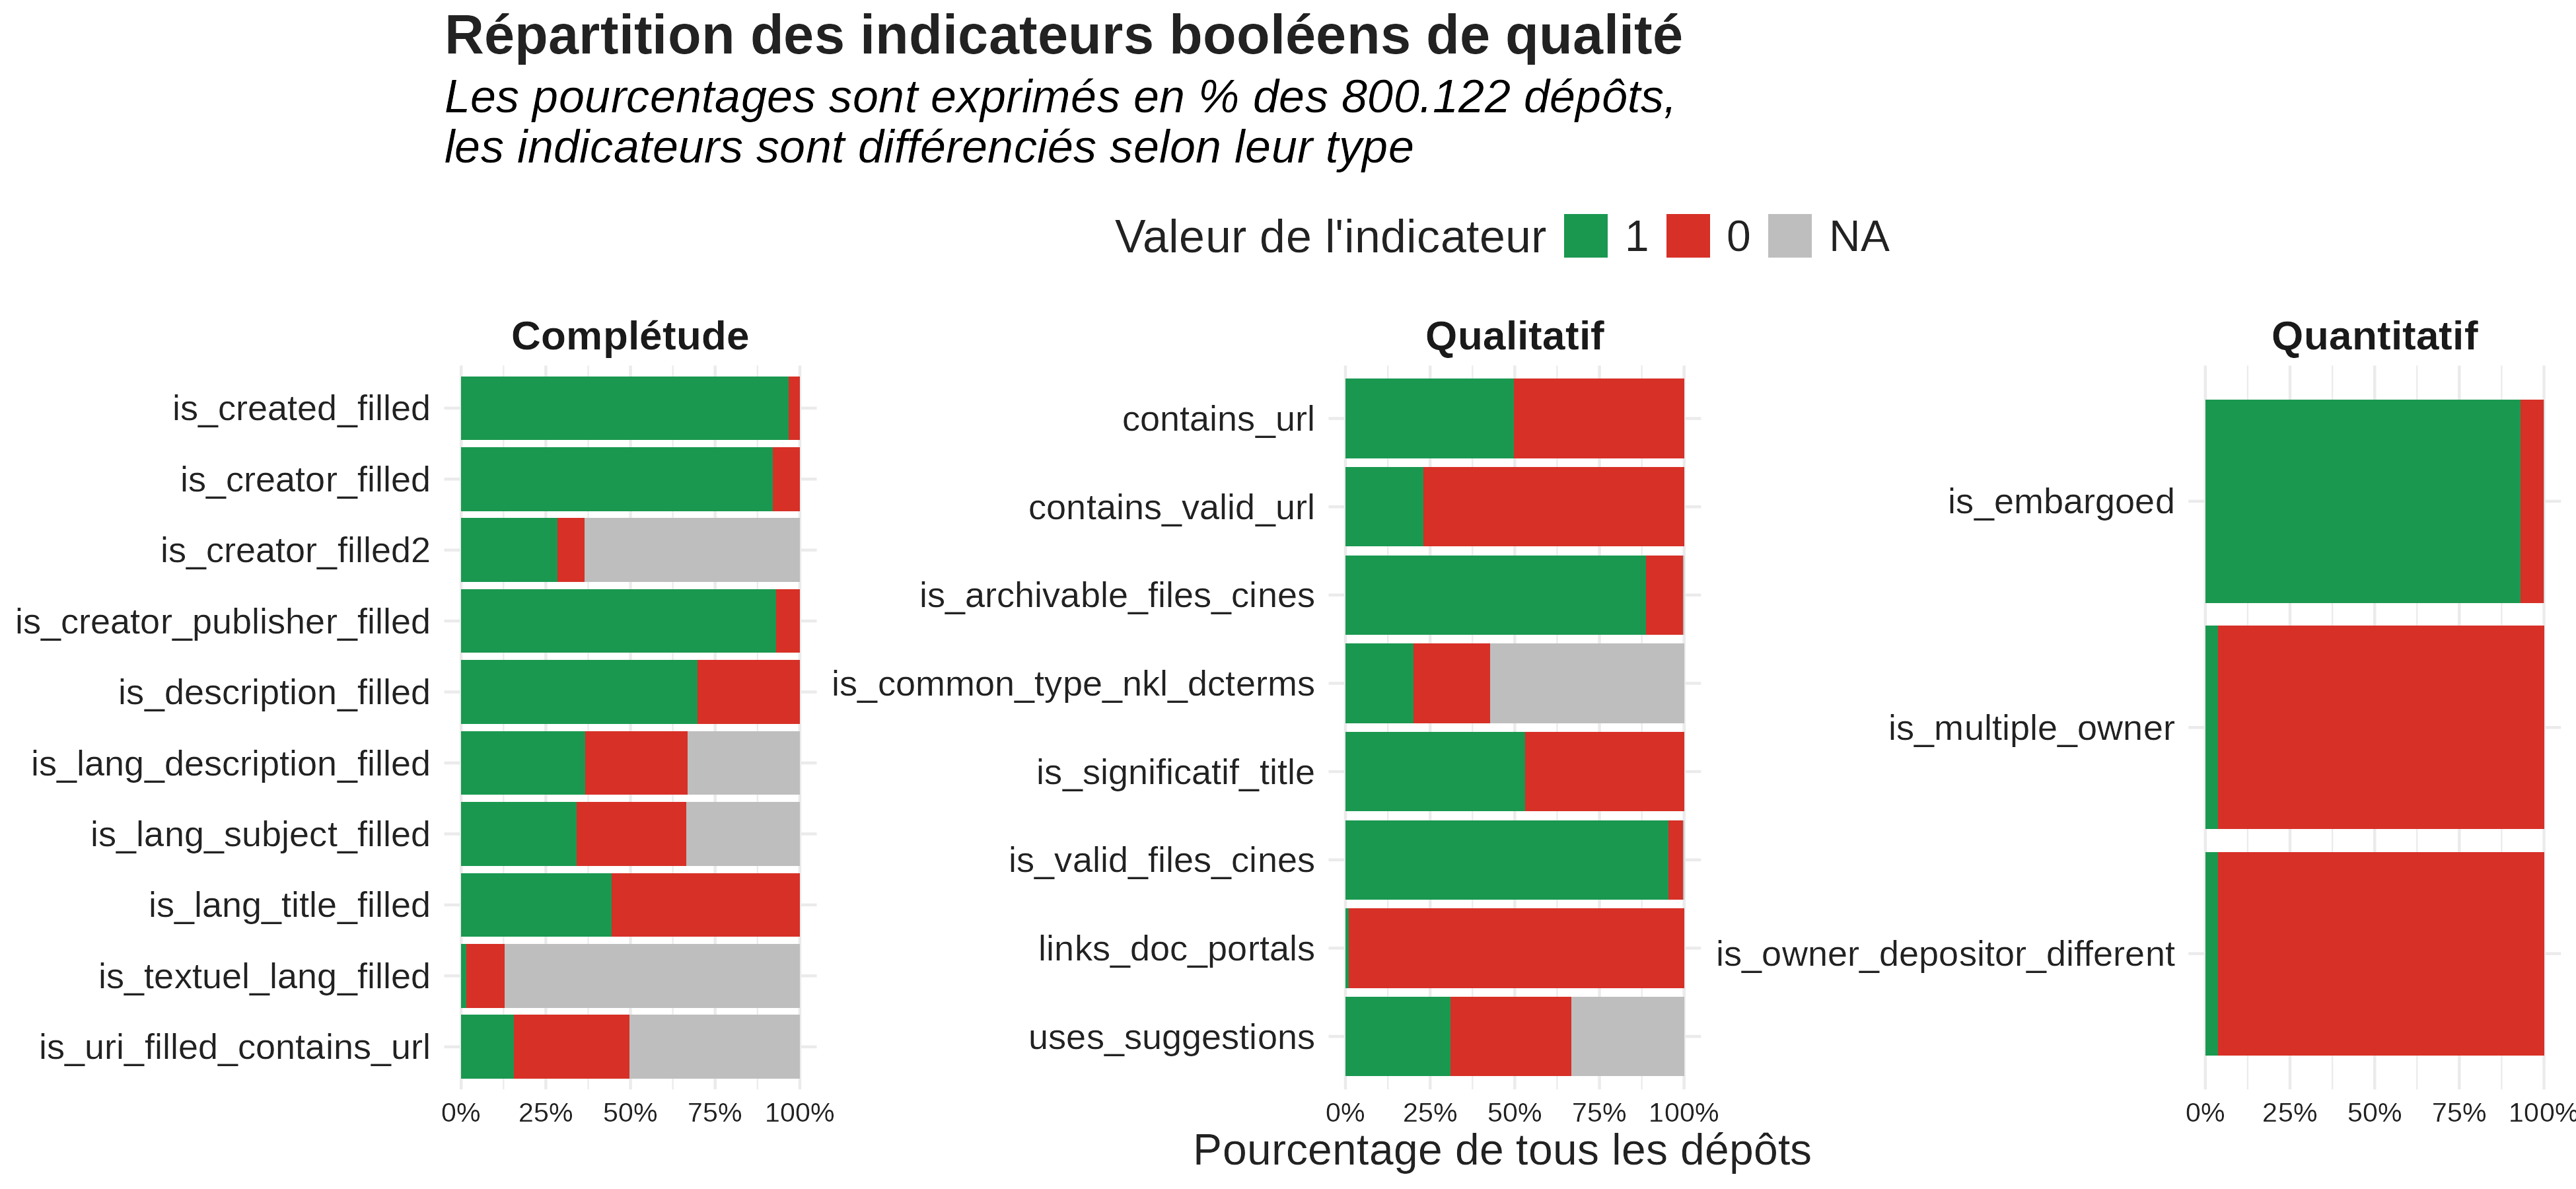 Répartition des indicateurs booléens de qualité
Les pourcentages sont exprimés en % des 800.122 dépôts,
les indicateurs sont différenciés selon leur type
Valeur de l'indicateur 1 0 NA
Complétude
is_created_filled
is_creator_filled
is_creator_filled2
is_creator_publisher_filled
is_description_filled
is_lang_description_filled
is_lang_subject_filled
is_lang_title_filled
is_textuel_lang_filled
is_uri_filled_contains_url
0% 25% 50% 75% 100%
Qualitatif
contains_url
contains_valid_url
is_archivable_files_cines
is_common_type_nkl_dcterms
is_significatif_title
is_valid_files_cines
links_doc_portals
uses_suggestions
0% 25% 50% 75% 100%
Quantitatif
is_embargoed
is_multiple_owner
is_owner_depositor_different
0% 25% 50% 75% 100%
Pourcentage de tous les dépôts